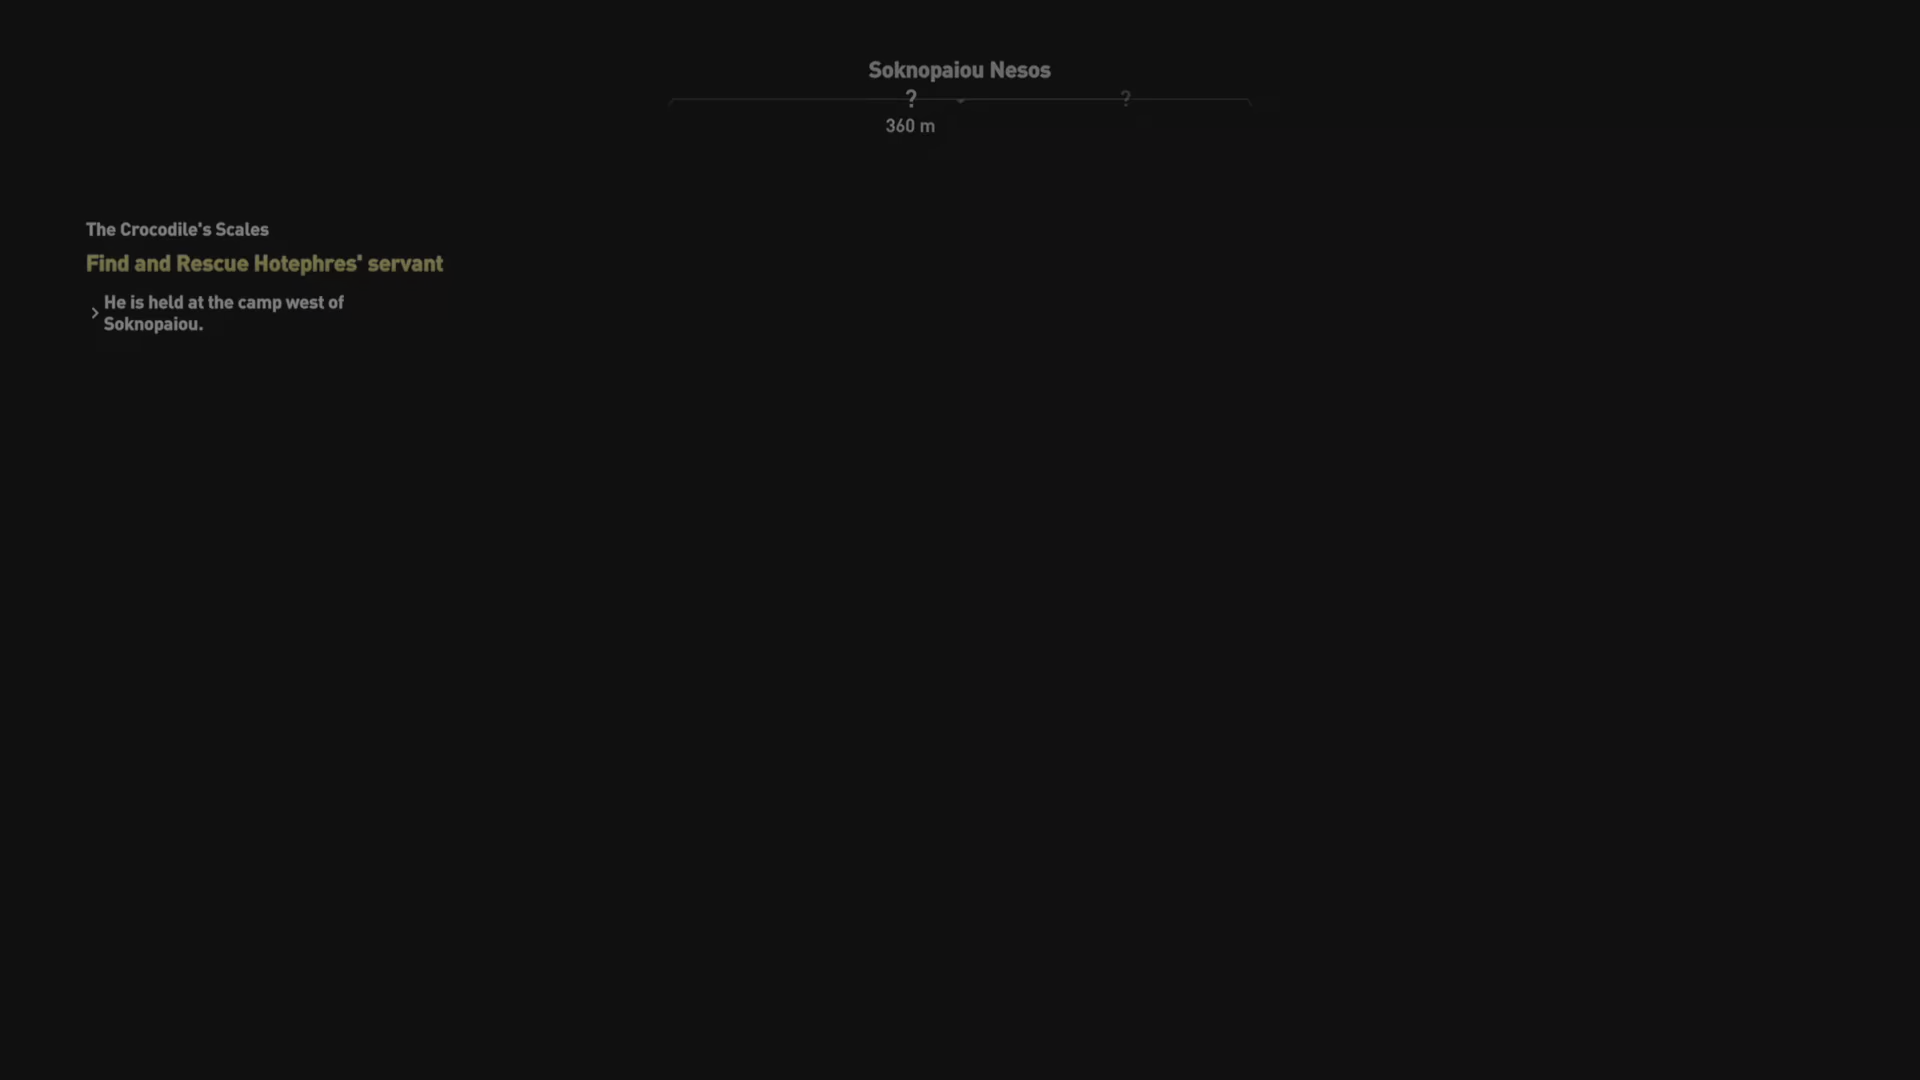 Soknopaiou Nesos
? ?
360 m
The Crocodile's Scales
Find and Rescue Hotephres' servant
He is held at the camp west of
Soknopaiou.